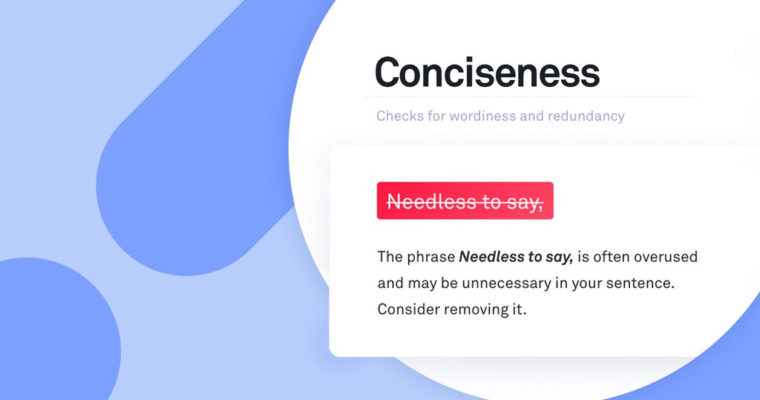 Conciseness
Checks for wordiness and redundancy
Needless to say,
The phrase Needless to say, is often overused
and may be unnecessary in your sentence.
Consider removing it.